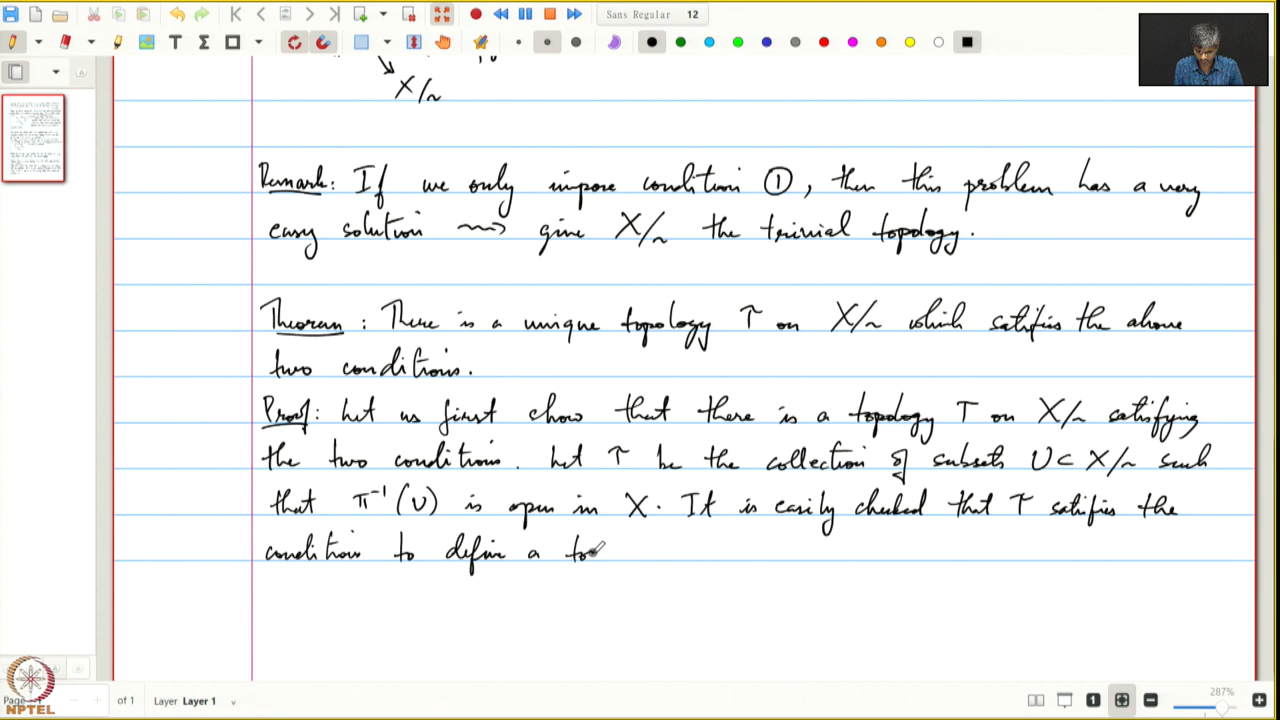 Sans Regular 12
X/~
Remark: If we only impose condition ①, then this problem has a very
easy solution ⇝ give X/~ the trivial topology.
Theorem: There is a unique topology τ on X/~ which satisfies the above
two conditions.
Proof: Let us first show that there is a topology τ on X/~ satisfying
the two conditions. Let τ be the collection of subsets U ⊂ X/~ such
that π⁻¹(U) is open in X. It is easily checked that τ satisfies the
conditions to define a to
NPTEL
Page
of 1
Layer Layer 1
287%